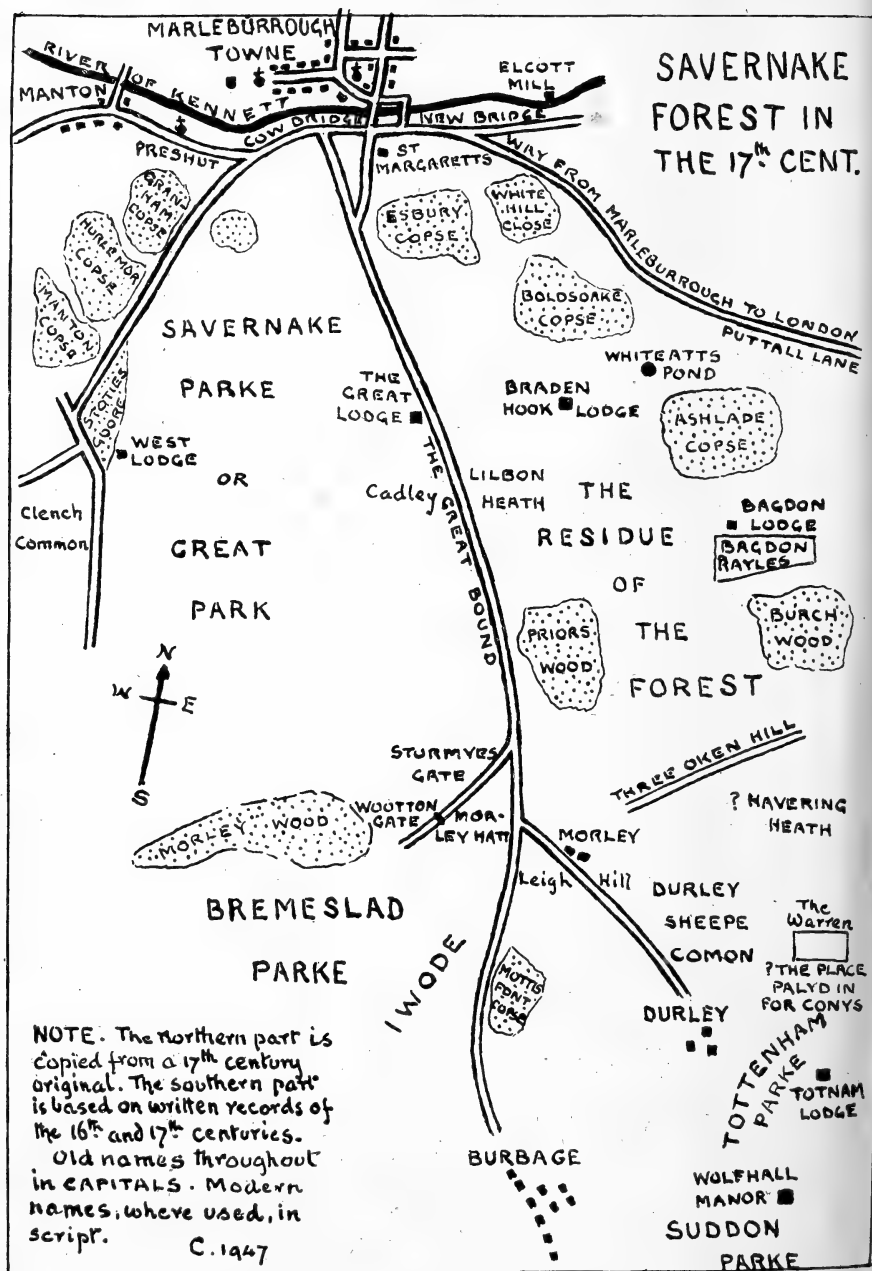 SAVERNAKE
FOREST IN
THE 17th CENT.
MARLEBURROUGH
TOWNE
RIVER OF KENNETT
MANTON
PRESHUT
COW BRIDGE
NEW BRIDGE
ELCOTT
MILL
ST
MARGARETTS
WAY FROM MARLEBURROUGH TO LONDON
PUTTALL LANE
GRAN
HAM
COPSE
HURLEMOR
COPSE
MANTON
COPSE
ESBURY
COPSE
WHITE
HILL
CLOSE
BOLDSOAKE
COPSE
SAVERNAKE
PARKE
OR
GREAT
PARK
STOTIES
GOORE
WEST
LODGE
Clench
Common
THE
GREAT
LODGE
THE GREAT BOUND
Cadley
LILBON
HEATH
WHITEATTS
POND
BRADEN
HOOK LODGE
ASHLADE
COPSE
THE
RESIDUE
OF
THE
FOREST
BAGDON
LODGE
BAGDON
RAYLES
PRIORS
WOOD
BURCH
WOOD
N
W E
S
STURMYES
GATE
WOOTTON
GATE
MOR-
LEY HATT
MORLEY WOOD
THREE OKEN HILL
? HAVERING
HEATH
MORLEY
Leigh Hill
BREMESLAD
PARKE
IWODE
MOTTIS
FONT
COPSE
DURLEY
SHEEPE
COMON
The
Warren
? THE PLACE
PALYD IN
FOR CONYS
DURLEY
TOTTENHAM
PARKE
TOTNAM
LODGE
BURBAGE
WOLFHALL
MANOR
SUDDON
PARKE
NOTE. The northern part is
copied from a 17th century
original. The southern part
is based on written records of
the 16th and 17th centuries.
Old names throughout
in CAPITALS. Modern
names, where used, in
script.
C. 1947